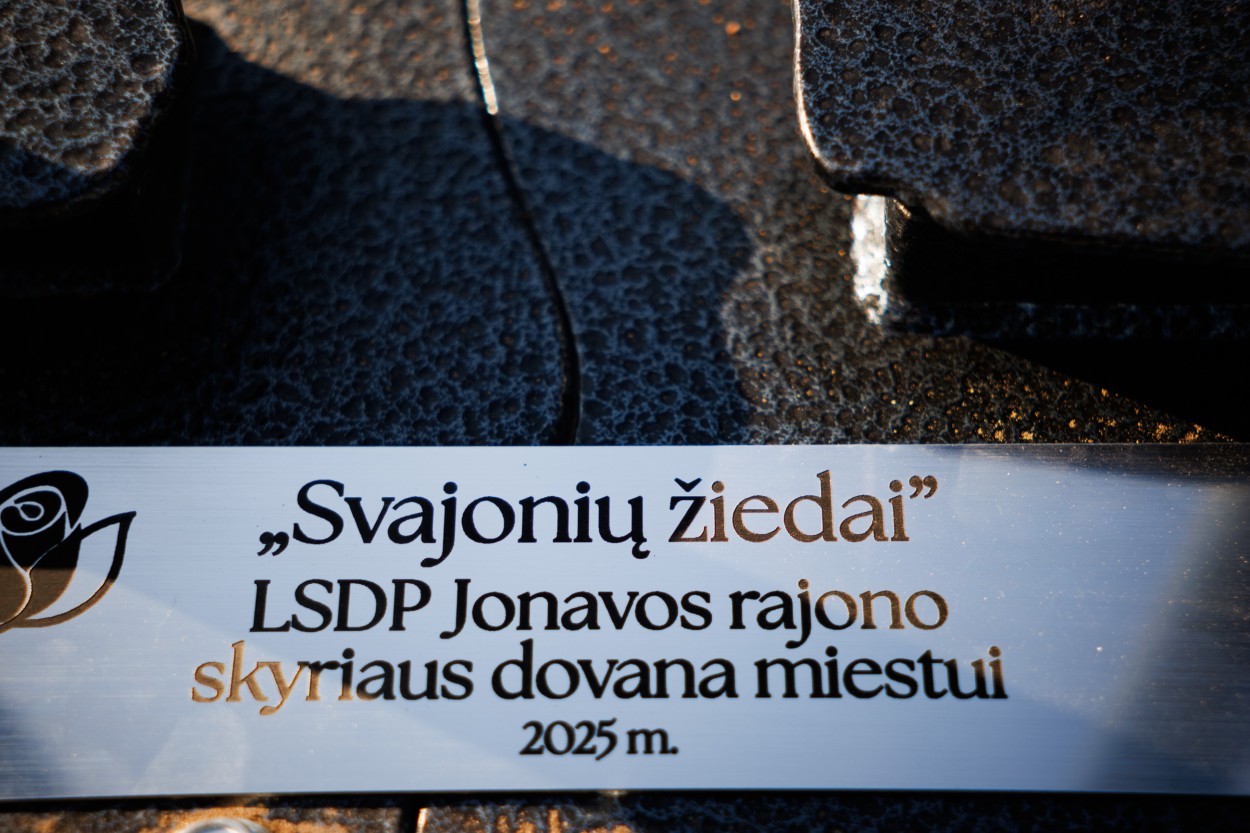 „Svajonių žiedai”
LSDP Jonavos rajono
skyriaus dovana miestui
2025 m.